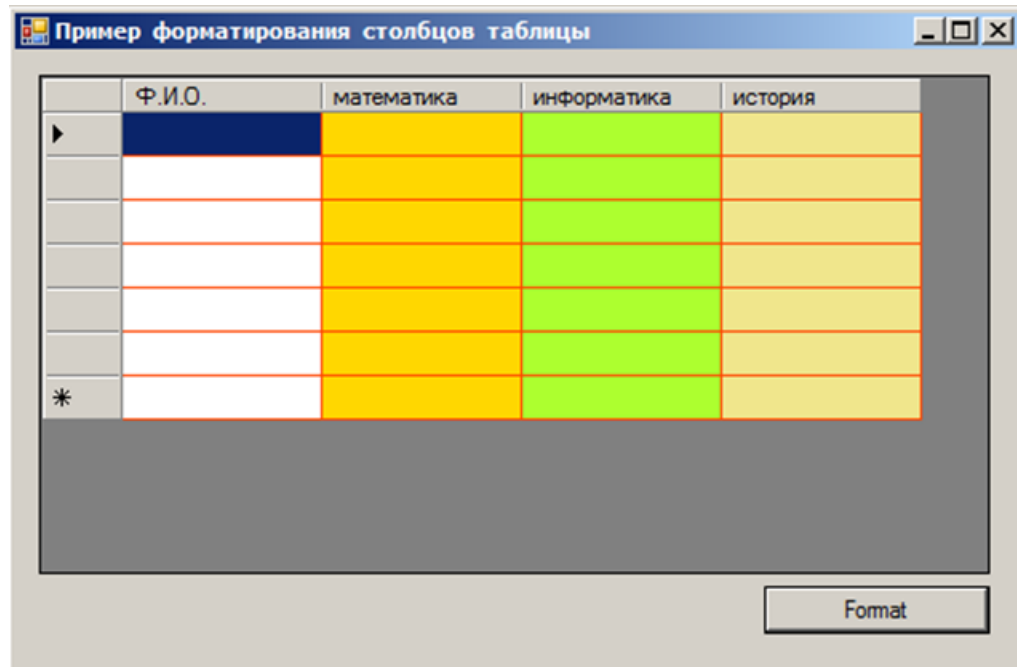 Пример форматирования столбцов таблицы
Ф.И.О. математика информатика история
Format